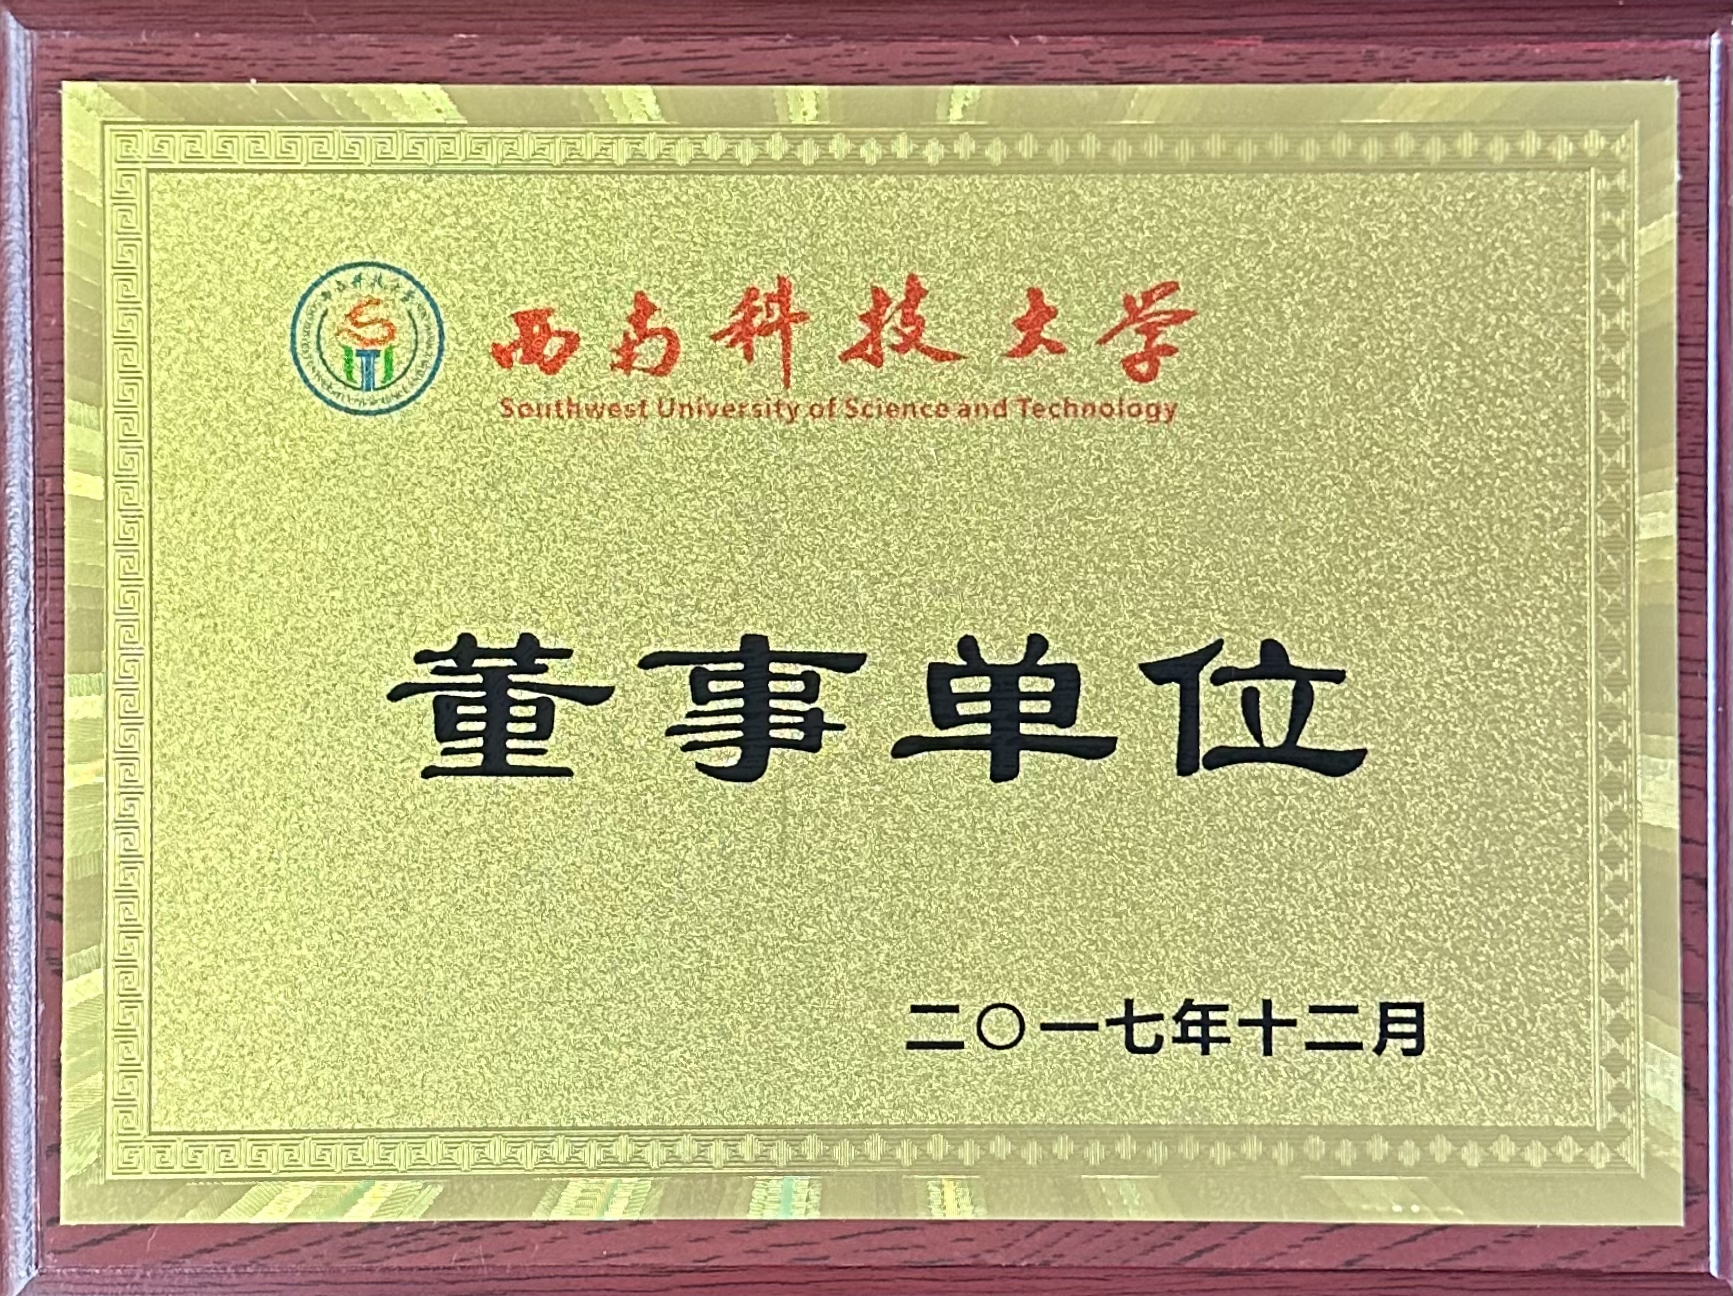 西南科技大学
Southwest University of Science and Technology
董事单位
二〇一七年十二月